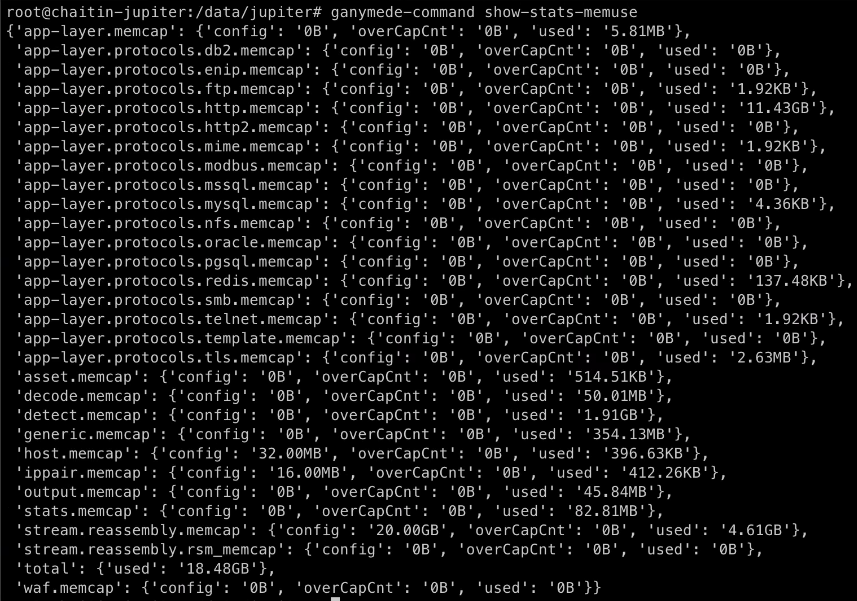 root@chaitin-jupiter:/data/jupiter# ganymede-command show-stats-memuse
{'app-layer.memcap': {'config': '0B', 'overCapCnt': '0B', 'used': '5.81MB'},
 'app-layer.protocols.db2.memcap': {'config': '0B', 'overCapCnt': '0B', 'used': '0B'},
 'app-layer.protocols.enip.memcap': {'config': '0B', 'overCapCnt': '0B', 'used': '0B'},
 'app-layer.protocols.ftp.memcap': {'config': '0B', 'overCapCnt': '0B', 'used': '1.92KB'},
 'app-layer.protocols.http.memcap': {'config': '0B', 'overCapCnt': '0B', 'used': '11.43GB'},
 'app-layer.protocols.http2.memcap': {'config': '0B', 'overCapCnt': '0B', 'used': '0B'},
 'app-layer.protocols.mime.memcap': {'config': '0B', 'overCapCnt': '0B', 'used': '1.92KB'},
 'app-layer.protocols.modbus.memcap': {'config': '0B', 'overCapCnt': '0B', 'used': '0B'},
 'app-layer.protocols.mssql.memcap': {'config': '0B', 'overCapCnt': '0B', 'used': '0B'},
 'app-layer.protocols.mysql.memcap': {'config': '0B', 'overCapCnt': '0B', 'used': '4.36KB'},
 'app-layer.protocols.nfs.memcap': {'config': '0B', 'overCapCnt': '0B', 'used': '0B'},
 'app-layer.protocols.oracle.memcap': {'config': '0B', 'overCapCnt': '0B', 'used': '0B'},
 'app-layer.protocols.pgsql.memcap': {'config': '0B', 'overCapCnt': '0B', 'used': '0B'},
 'app-layer.protocols.redis.memcap': {'config': '0B', 'overCapCnt': '0B', 'used': '137.48KB'},
 'app-layer.protocols.smb.memcap': {'config': '0B', 'overCapCnt': '0B', 'used': '0B'},
 'app-layer.protocols.telnet.memcap': {'config': '0B', 'overCapCnt': '0B', 'used': '1.92KB'},
 'app-layer.protocols.template.memcap': {'config': '0B', 'overCapCnt': '0B', 'used': '0B'},
 'app-layer.protocols.tls.memcap': {'config': '0B', 'overCapCnt': '0B', 'used': '2.63MB'},
 'asset.memcap': {'config': '0B', 'overCapCnt': '0B', 'used': '514.51KB'},
 'decode.memcap': {'config': '0B', 'overCapCnt': '0B', 'used': '50.01MB'},
 'detect.memcap': {'config': '0B', 'overCapCnt': '0B', 'used': '1.91GB'},
 'generic.memcap': {'config': '0B', 'overCapCnt': '0B', 'used': '354.13MB'},
 'host.memcap': {'config': '32.00MB', 'overCapCnt': '0B', 'used': '396.63KB'},
 'ippair.memcap': {'config': '16.00MB', 'overCapCnt': '0B', 'used': '412.26KB'},
 'output.memcap': {'config': '0B', 'overCapCnt': '0B', 'used': '45.84MB'},
 'stats.memcap': {'config': '0B', 'overCapCnt': '0B', 'used': '82.81MB'},
 'stream.reassembly.memcap': {'config': '20.00GB', 'overCapCnt': '0B', 'used': '4.61GB'},
 'stream.reassembly.rsm_memcap': {'config': '0B', 'overCapCnt': '0B', 'used': '0B'},
 'total': {'used': '18.48GB'},
 'waf.memcap': {'config': '0B', 'overCapCnt': '0B', 'used': '0B'}}